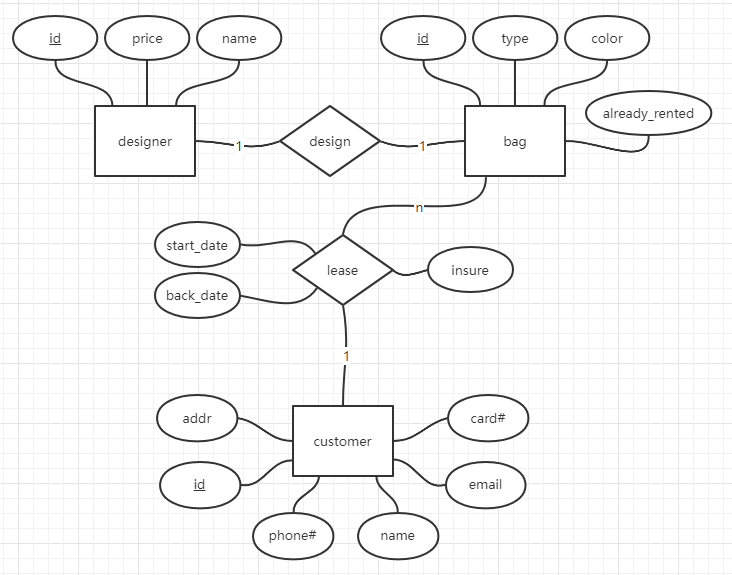 id
price
name
id
type
color
already_rented
designer
1
design
1
bag
n
start_date
back_date
lease
insure
1
addr
card#
customer
id
email
phone#
name